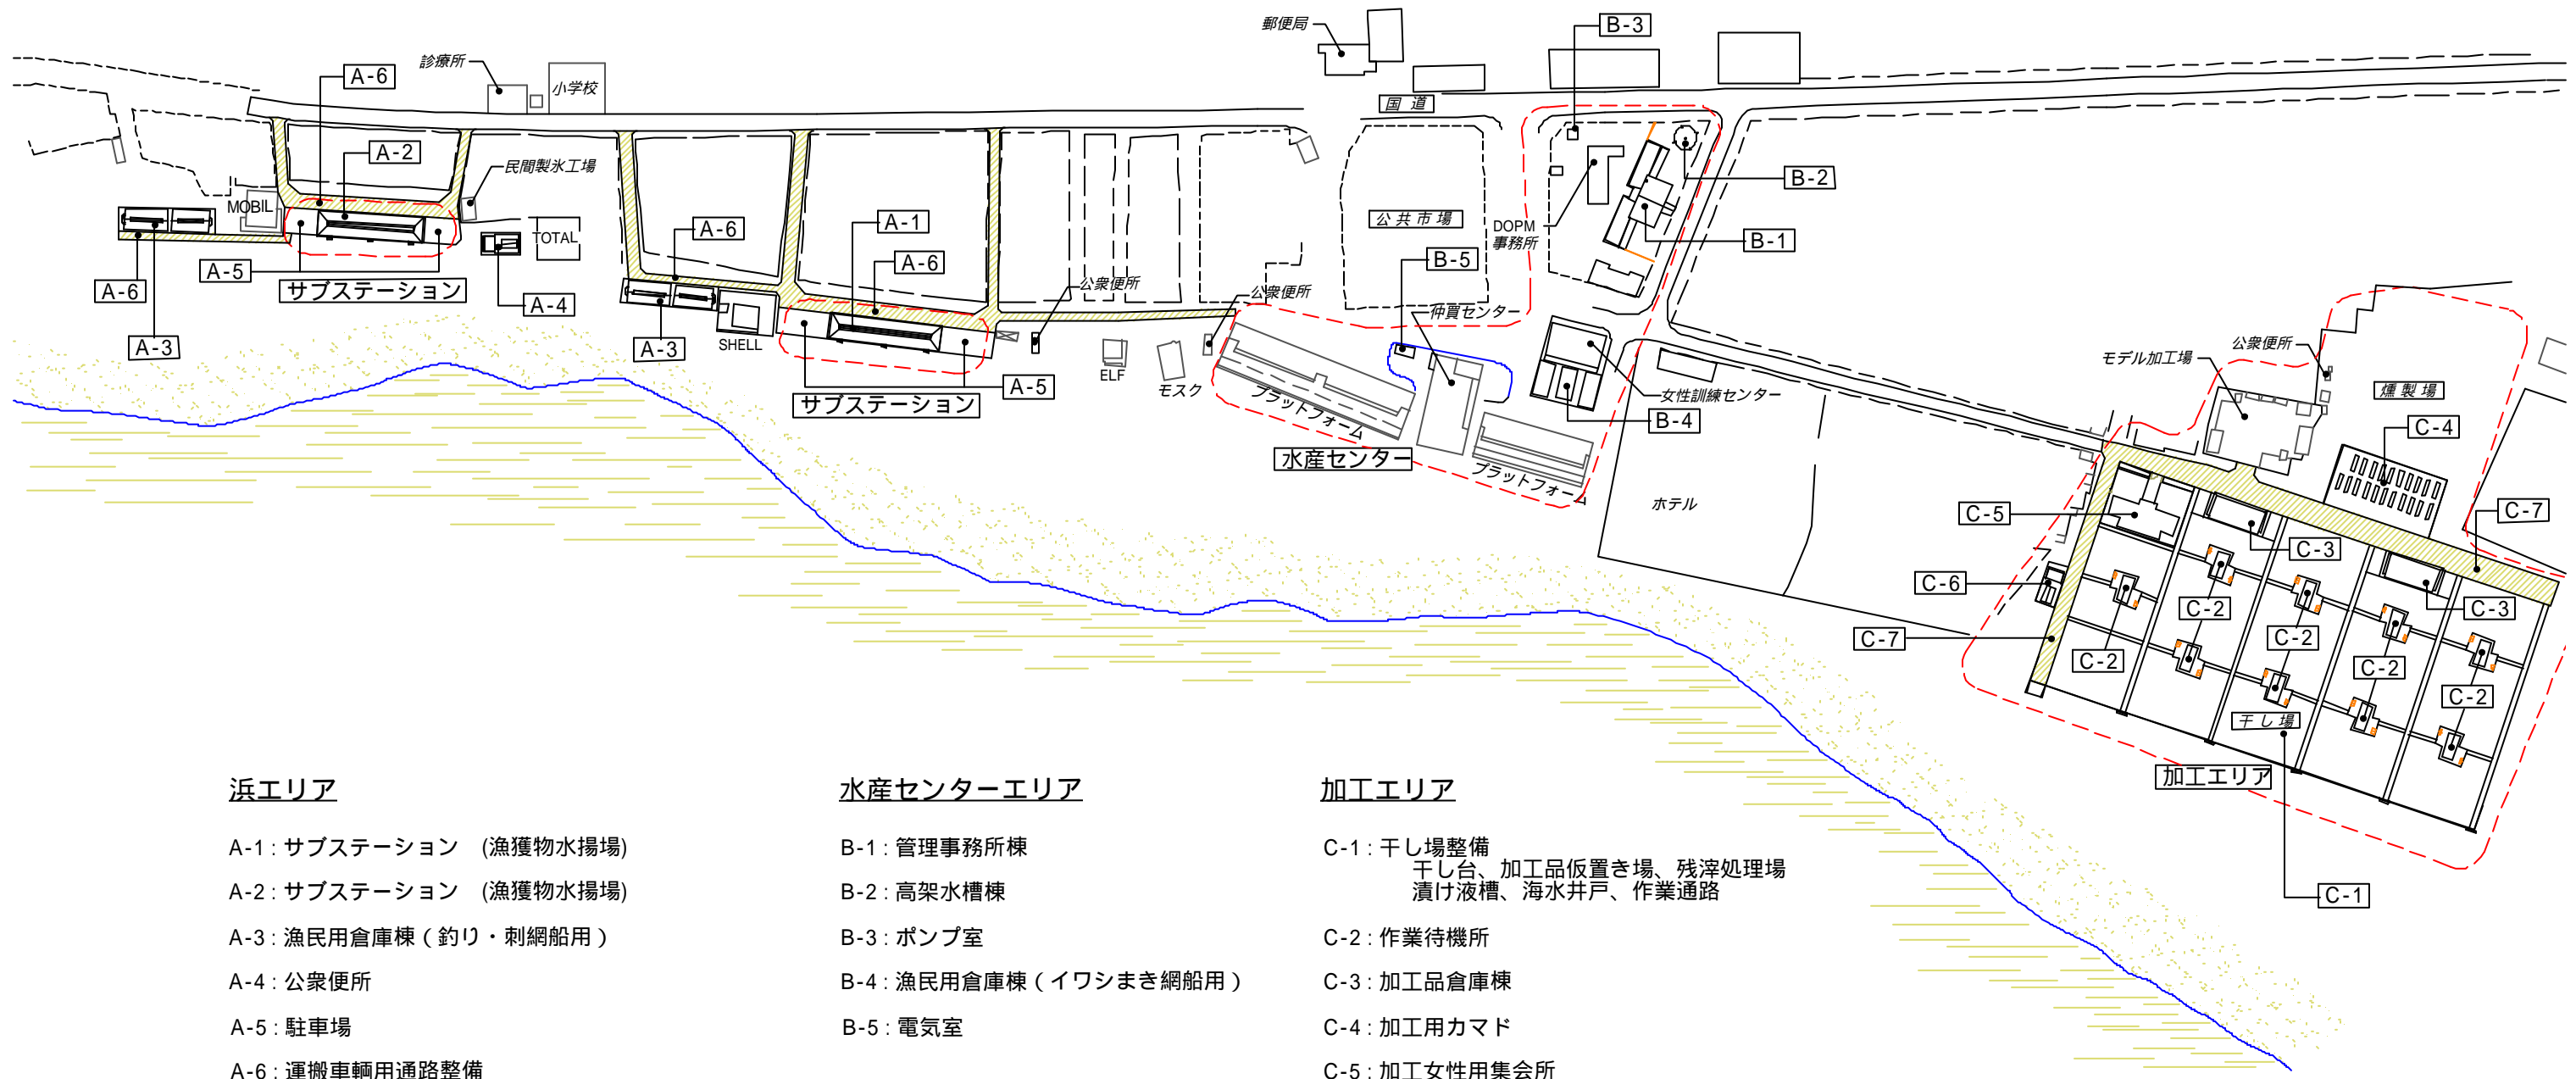 郵便局
B-3
診療所
A-6
小学校
国 道
A-2
民間製氷工場
B-2
MOBIL
公 共 市 場
DOPM
事務所
A-1
A-6
TOTAL
B-1
A-6
B-5
A-5
サブステーション
A-6
A-4
公衆便所
公衆便所
仲買センター
A-3
A-3
SHELL
ELF
モスク
A-5
サブステーション
プラットフォーム
女性訓練センター
B-4
水産センター
プラットフォーム
ホテル
公衆便所
モデル加工場
燻 製 場
C-4
C-5
C-7
C-3
C-6
C-2
C-3
C-7
C-2
C-2
C-2
C-2
干 し 場
加工エリア
C-1
浜エリア
A-1 : サブステーション (漁獲物水揚場)
A-2 : サブステーション (漁獲物水揚場)
A-3 : 漁民用倉庫棟 ( 釣り・刺網船用 )
A-4 : 公衆便所
A-5 : 駐車場
A-6 : 運搬車輌用通路整備
水産センターエリア
B-1 : 管理事務所棟
B-2 : 高架水槽棟
B-3 : ポンプ室
B-4 : 漁民用倉庫棟 ( イワシまき網船用 )
B-5 : 電気室
加工エリア
C-1 : 干し場整備
干し台、加工品仮置き場、残滓処理場
漬け液槽、海水井戸、作業通路
C-2 : 作業待機所
C-3 : 加工品倉庫棟
C-4 : 加工用カマド
C-5 : 加工女性用集会所